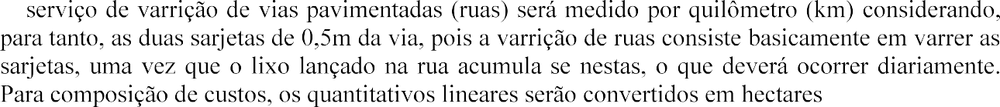 serviço de varrição de vias pavimentadas (ruas) será medido por quilômetro (km) considerando,
para tanto, as duas sarjetas de 0,5m da via, pois a varrição de ruas consiste basicamente em varrer as
sarjetas, uma vez que o lixo lançado na rua acumula se nestas, o que deverá ocorrer diariamente.
Para composição de custos, os quantitativos lineares serão convertidos em hectares